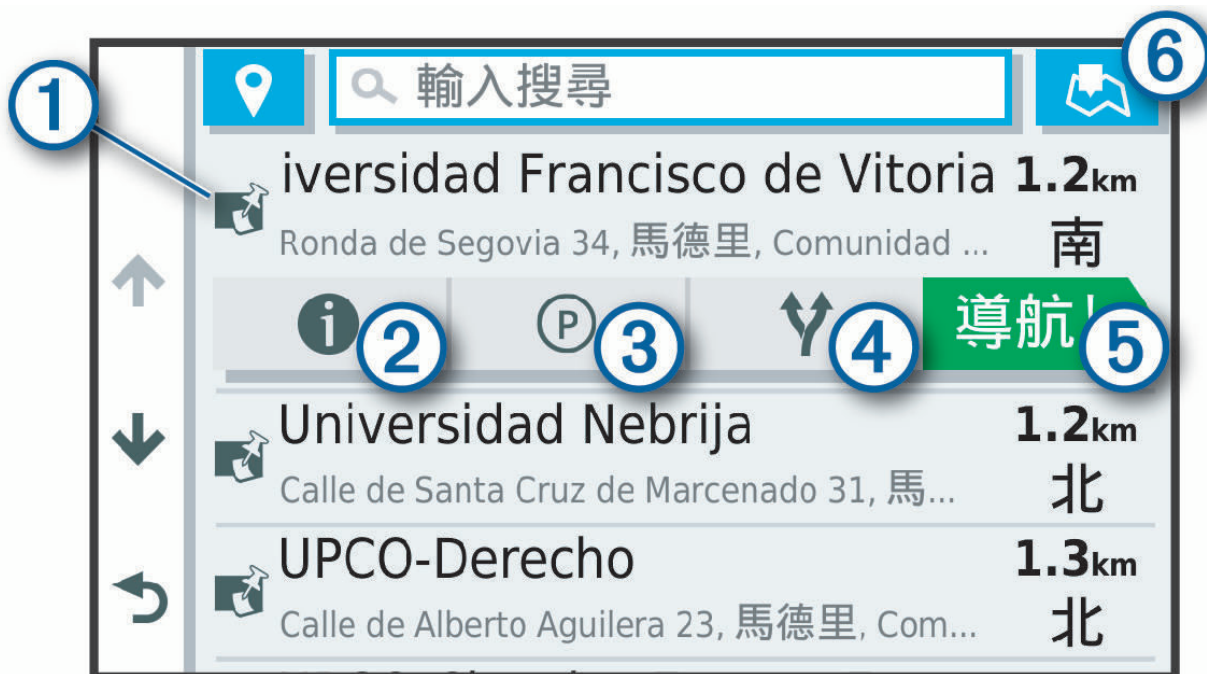 6
1
輸入搜尋
iversidad Francisco de Vitoria 1.2km
Ronda de Segovia 34, 馬德里, Comunidad ... 南
2 P 3 4 導航! 5
Universidad Nebrija 1.2km
Calle de Santa Cruz de Marcenado 31, 馬... 北
UPCO-Derecho 1.3km
Calle de Alberto Aguilera 23, 馬德里, Com... 北